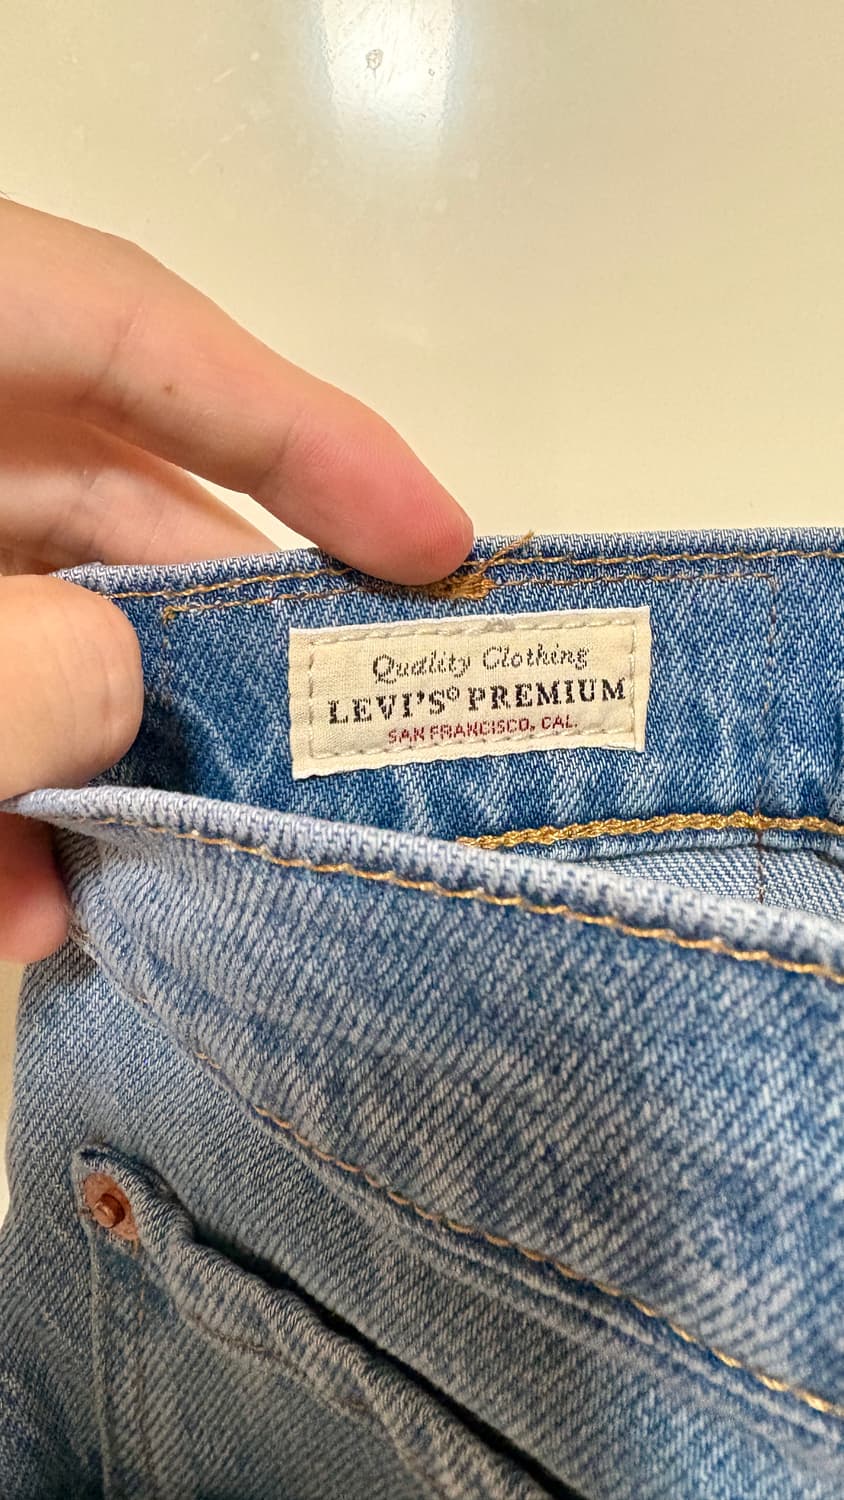 Quality Clothing
LEVI'S® PREMIUM
SAN FRANCISCO, CAL.